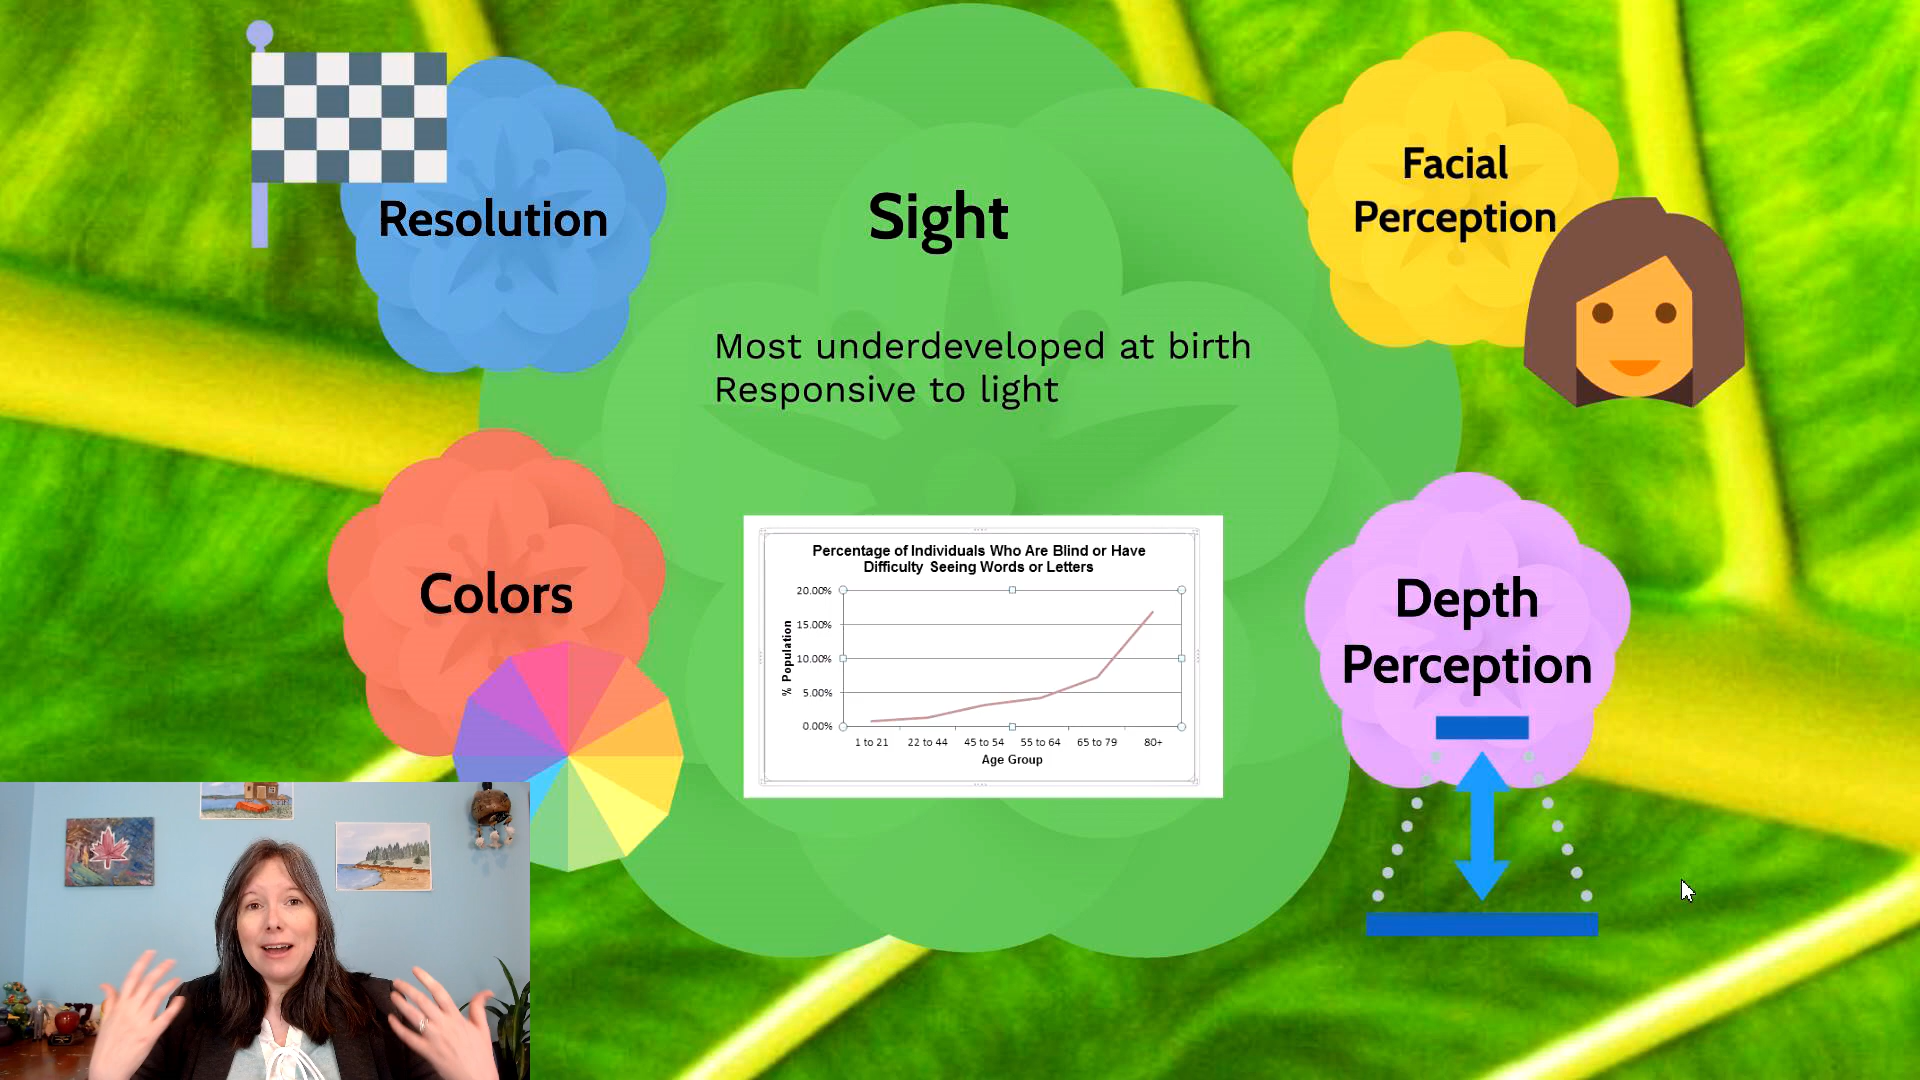 Sight
Most underdeveloped at birth
Responsive to light
Resolution
Colors
Facial
Perception
Depth
Perception
Percentage of Individuals Who Are Blind or Have
Difficulty Seeing Words or Letters
% Population
20.00%
15.00%
10.00%
5.00%
0.00%
1 to 21 22 to 44 45 to 54 55 to 64 65 to 79 80+
Age Group